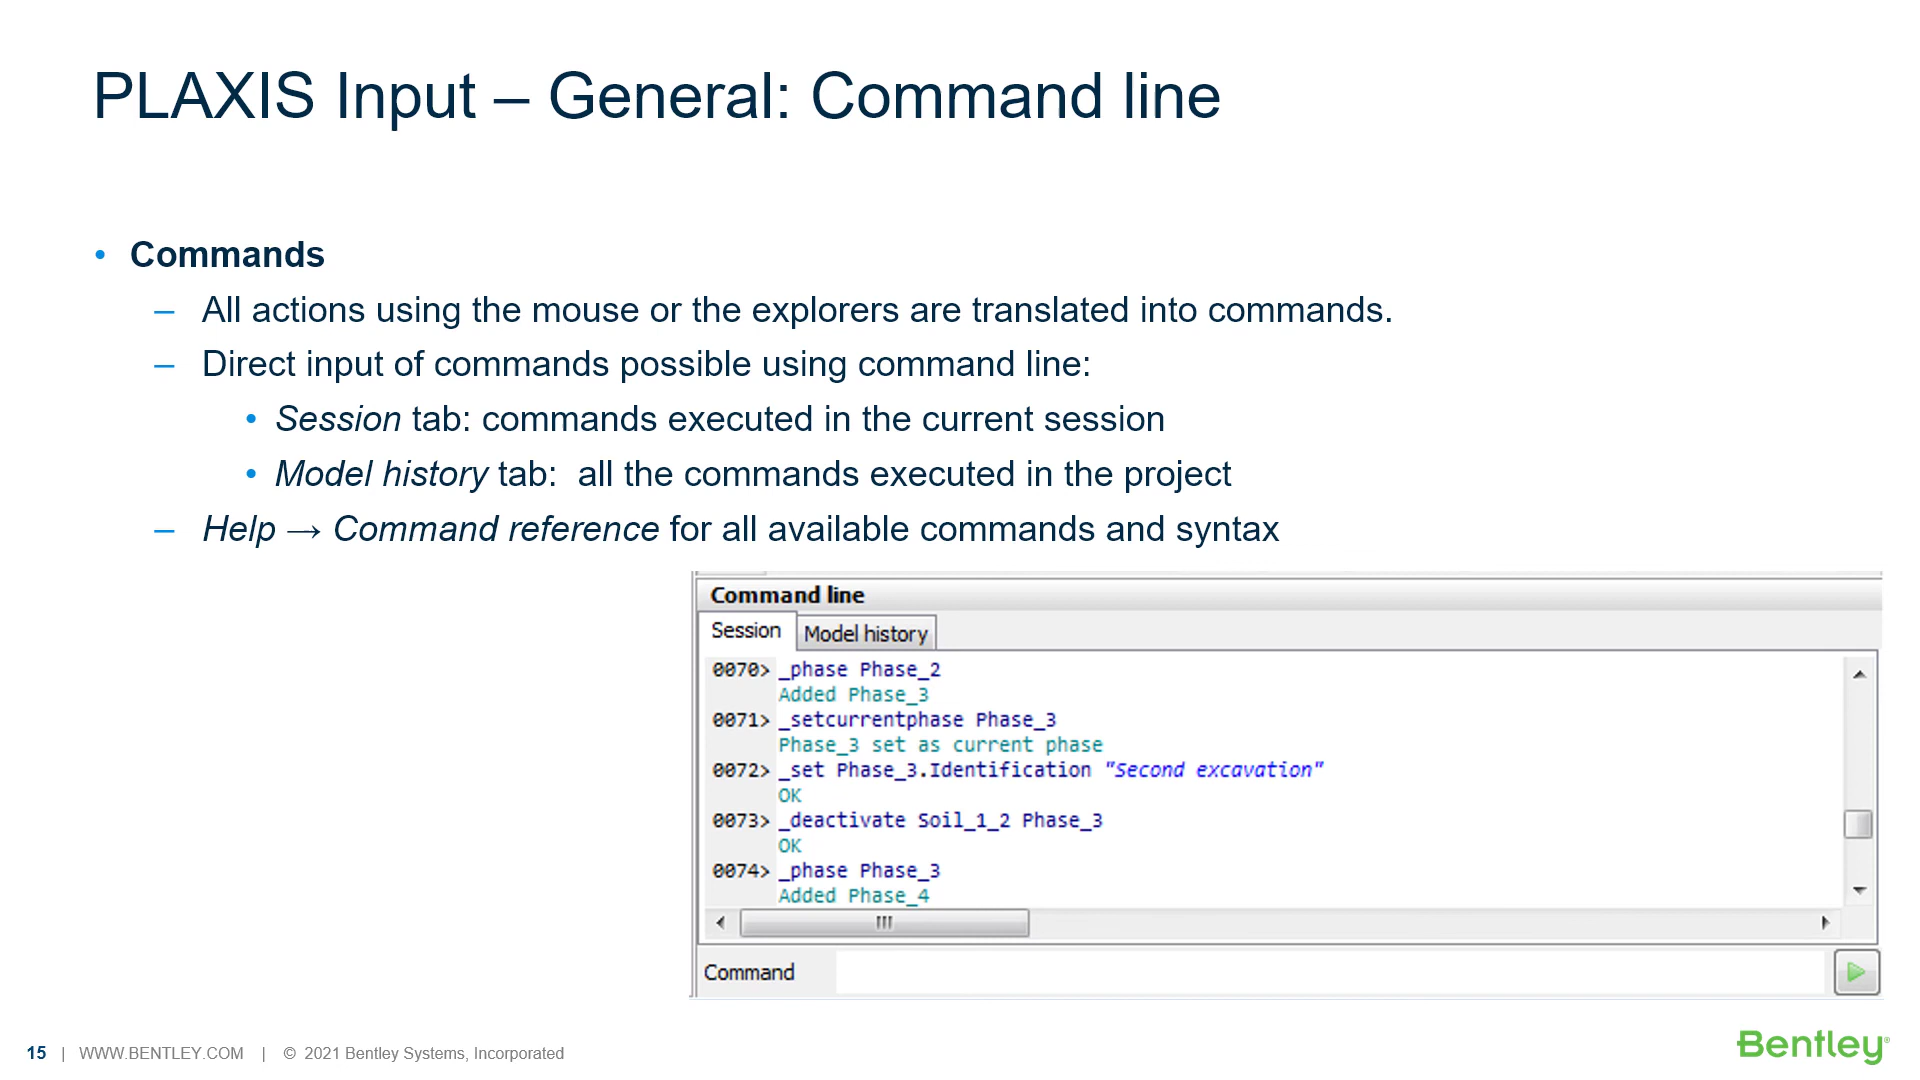 PLAXIS Input – General: Command line
• Commands
– All actions using the mouse or the explorers are translated into commands.
– Direct input of commands possible using command line:
• Session tab: commands executed in the current session
• Model history tab:  all the commands executed in the project
– Help → Command reference for all available commands and syntax
Command line
Session Model history
0070> _phase Phase_2
Added Phase_3
0071> _setcurrentphase Phase_3
Phase_3 set as current phase
0072> _set Phase_3.Identification "Second excavation"
OK
0073> _deactivate Soil_1_2 Phase_3
OK
0074> _phase Phase_3
Added Phase_4
Command
15 | WWW.BENTLEY.COM | © 2021 Bentley Systems, Incorporated
Bentley®